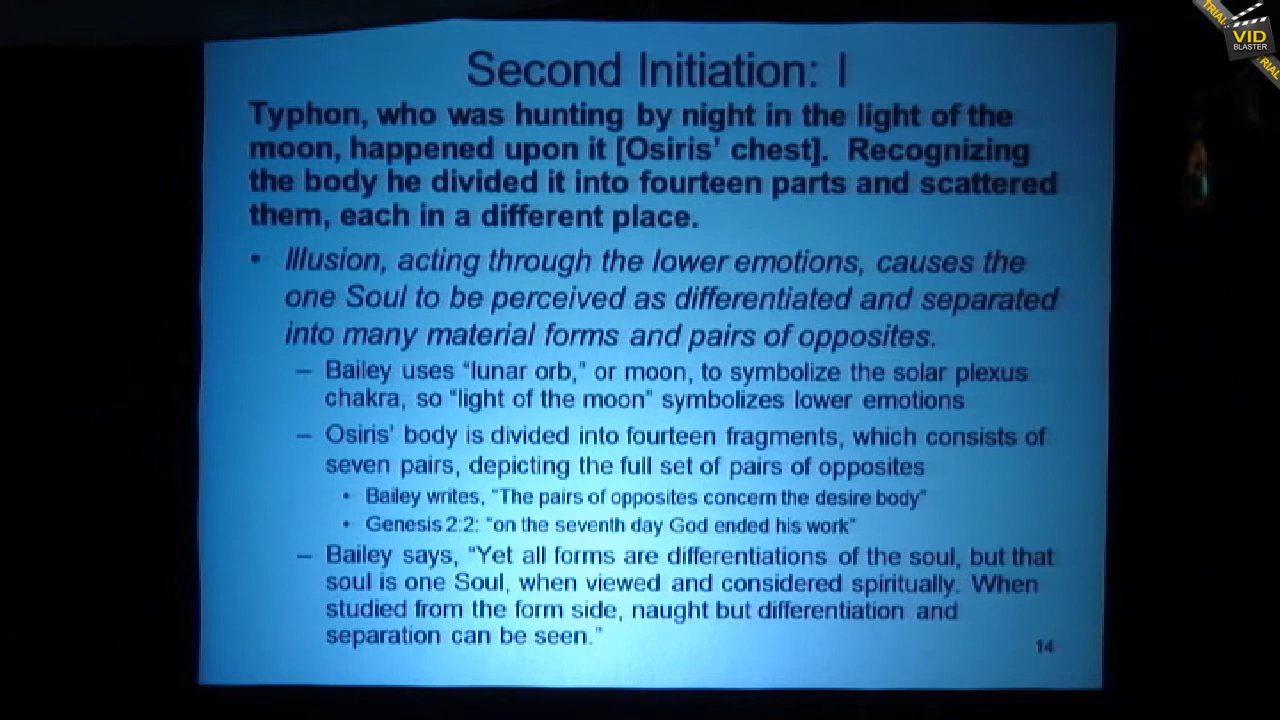 TRIAL
VID
BLASTER
TRIAL
Second Initiation: I
Typhon, who was hunting by night in the light of the
moon, happened upon it [Osiris’ chest].  Recognizing
the body he divided it into fourteen parts and scattered
them, each in a different place.
• Illusion, acting through the lower emotions, causes the
one Soul to be perceived as differentiated and separated
into many material forms and pairs of opposites.
– Bailey uses “lunar orb,” or moon, to symbolize the solar plexus
chakra, so “light of the moon” symbolizes lower emotions
– Osiris’ body is divided into fourteen fragments, which consists of
seven pairs, depicting the full set of pairs of opposites
• Bailey writes, “The pairs of opposites concern the desire body”
• Genesis 2:2: “on the seventh day God ended his work”
– Bailey says, “Yet all forms are differentiations of the soul, but that
soul is one Soul, when viewed and considered spiritually. When
studied from the form side, naught but differentiation and
separation can be seen.”
14